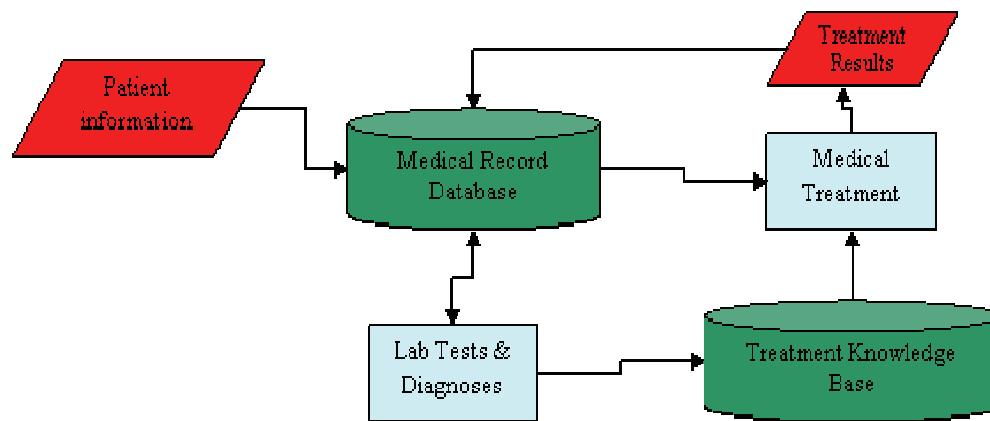 Treatment
Results
Patient
information
Medical Record
Database
Medical
Treatment
Lab Tests &
Diagnoses
Treatment Knowledge
Base